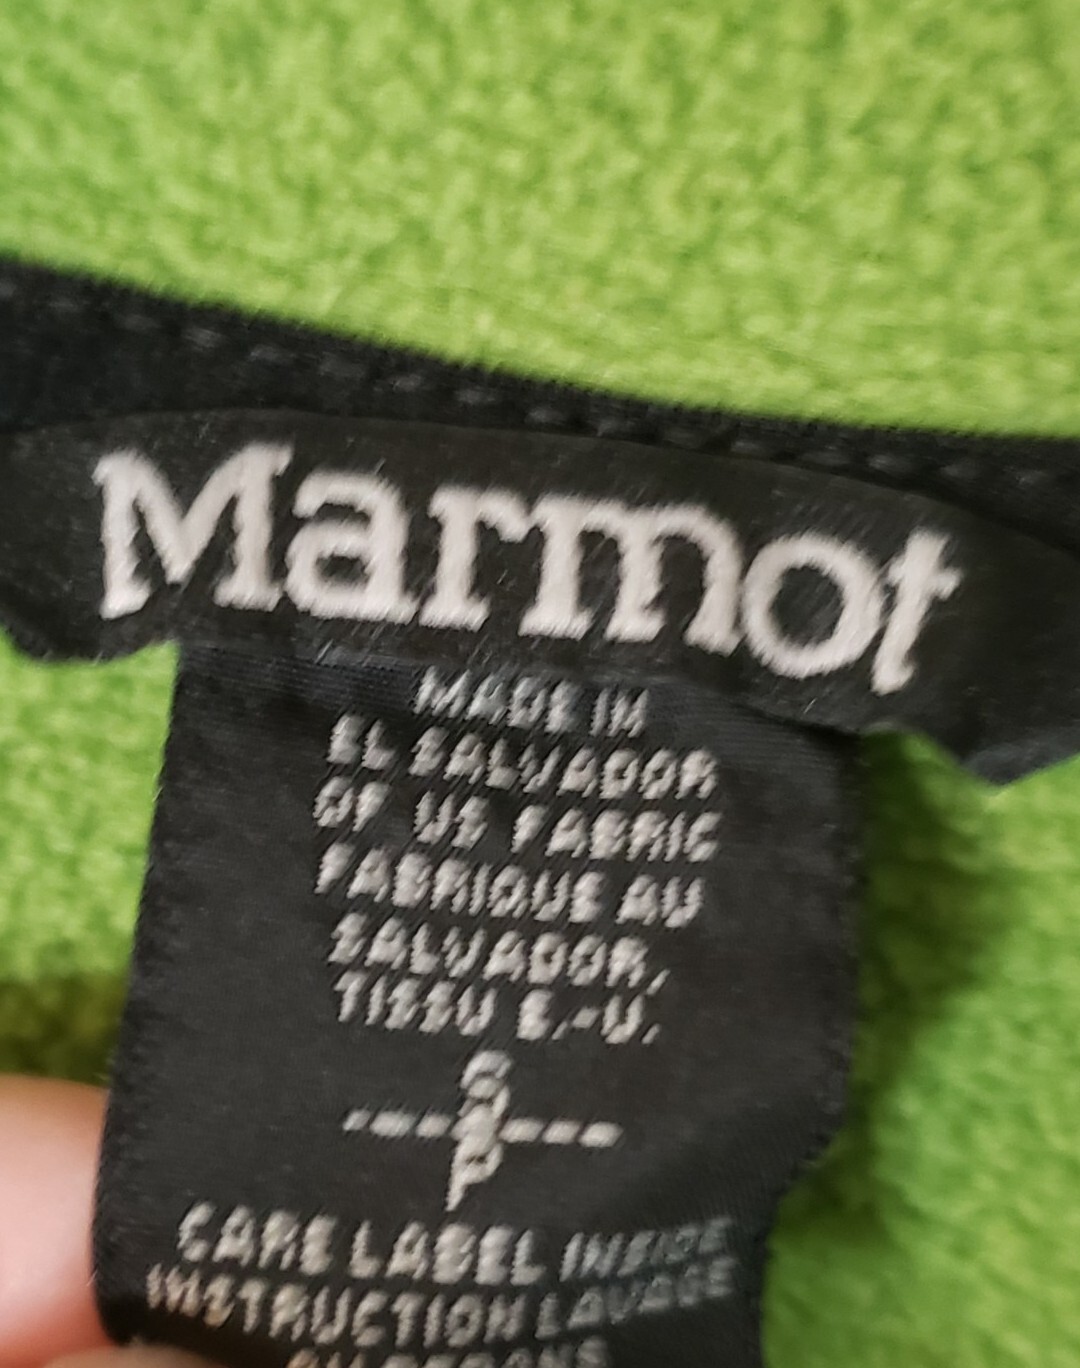 Marmot
MADE IN
EL SALVADOR
OF US FABRIC
FABRIQUE AU
SALVADOR,
TISSU E.-U.
S
P
CARE LABEL INSIDE
INSTRUCTION LAVAGE